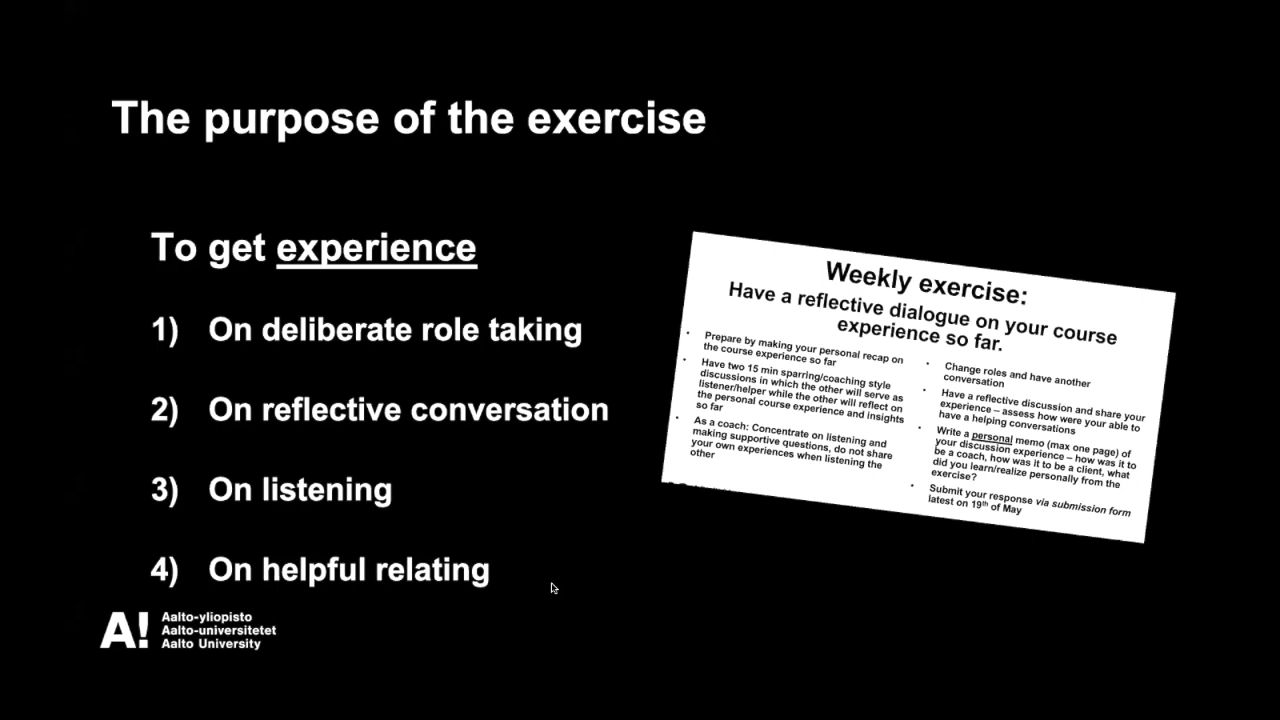 The purpose of the exercise
To get experience
1) On deliberate role taking
2) On reflective conversation
3) On listening
4) On helpful relating
Weekly exercise:
Have a reflective dialogue on your course
experience so far.
• Prepare by making your personal recap on
the course experience so far
• Have two 15 min sparring/coaching style
discussions in which the other will serve as
listener/helper while the other will reflect on
the personal course experience and insights
so far
• As a coach: Concentrate on listening and
making supportive questions, do not share
your own experiences when listening the
other
• Change roles and have another
conversation
• Have a reflective discussion and share your
experience – assess how were your able to
have a helping conversations
• Write a personal memo (max one page) of
your discussion experience – how was it to
be a coach, how was it to be a client, what
did you learn/realize personally from the
exercise?
• Submit your response via submission form
latest on 19th of May
A!
Aalto-yliopisto
Aalto-universitetet
Aalto University